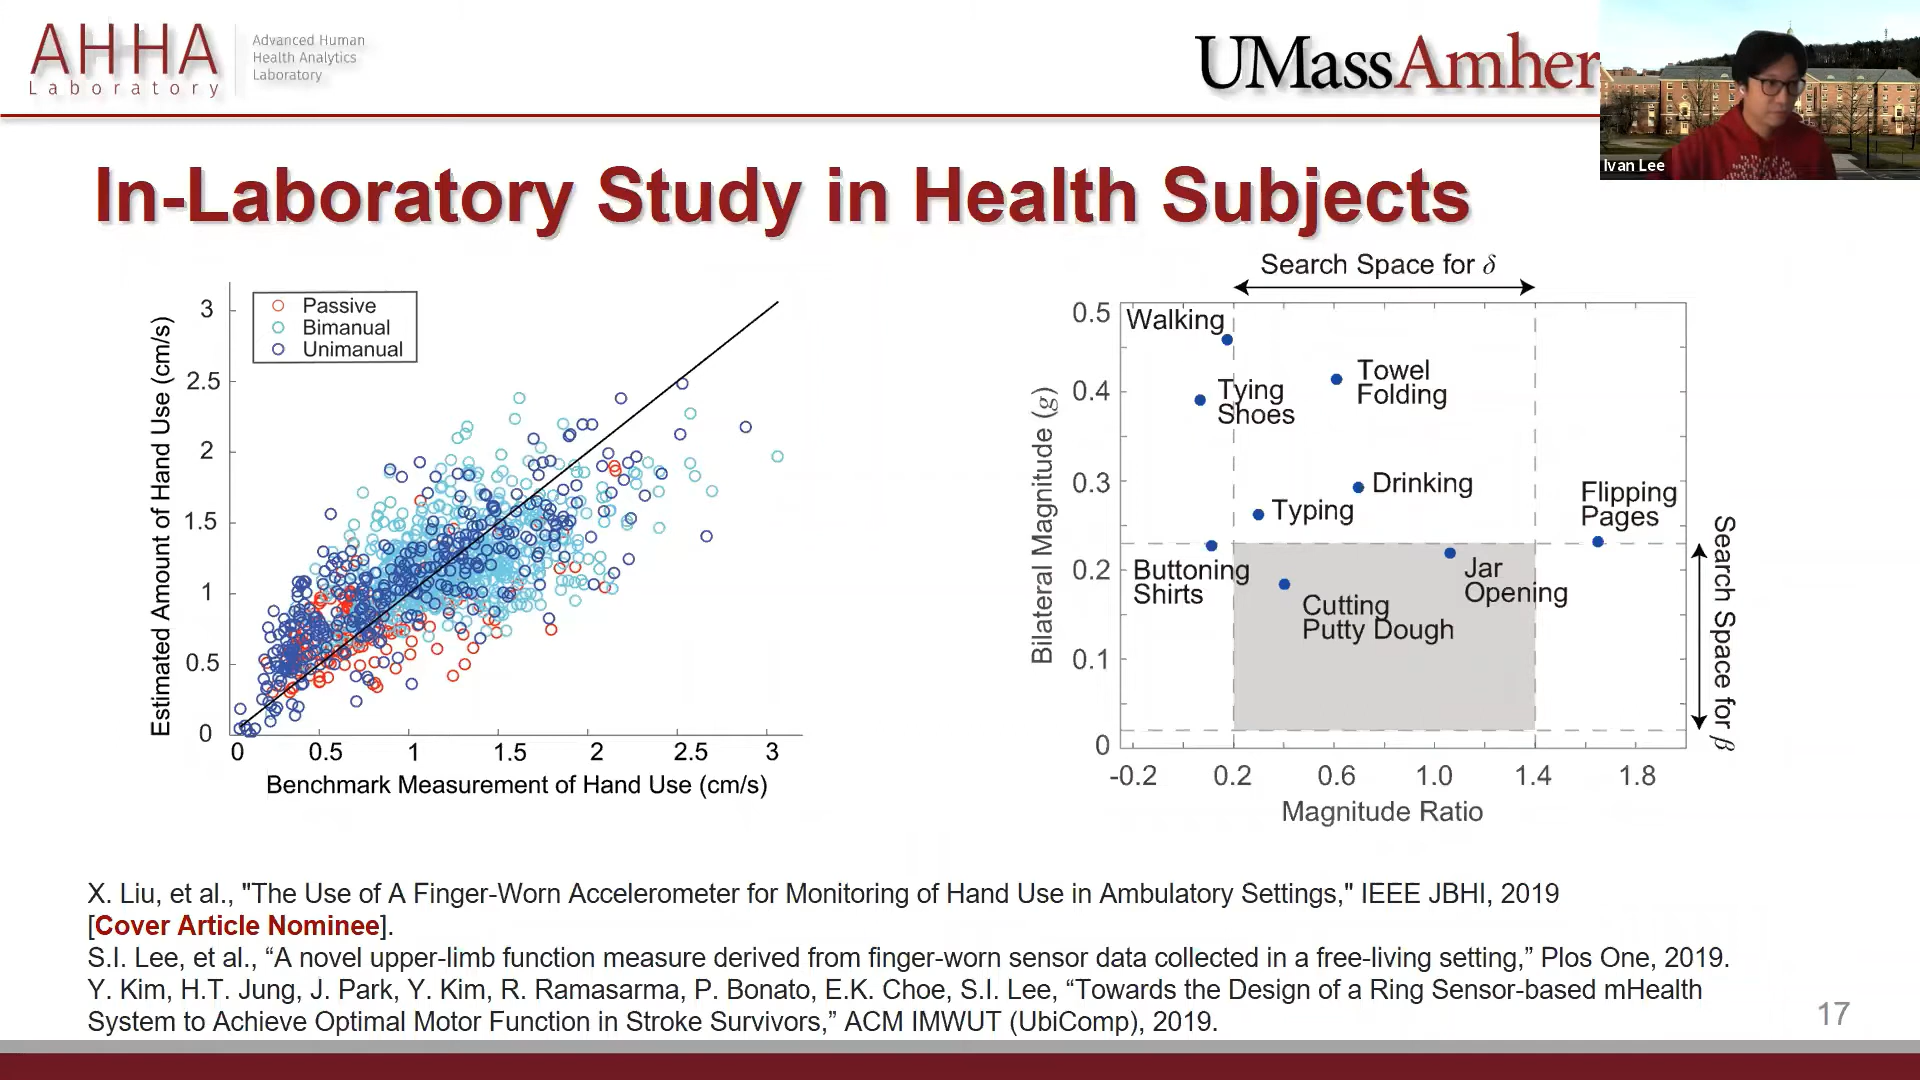 AHHA
Laboratory
Advanced Human
Health Analytics
Laboratory
UMassAmher
Ivan Lee
In-Laboratory Study in Health Subjects
Passive
Bimanual
Unimanual
Estimated Amount of Hand Use (cm/s)
3
2.5
2
1.5
1
0.5
0
0 0.5 1 1.5 2 2.5 3
Benchmark Measurement of Hand Use (cm/s)
Search Space for δ
Bilateral Magnitude (g)
0.5
0.4
0.3
0.2
0.1
0
Walking
Tying
Shoes
Towel
Folding
Drinking
Typing
Flipping
Pages
Buttoning
Shirts
Jar
Opening
Cutting
Putty Dough
Search Space for β
-0.2 0.2 0.6 1.0 1.4 1.8
Magnitude Ratio
X. Liu, et al., "The Use of A Finger-Worn Accelerometer for Monitoring of Hand Use in Ambulatory Settings," IEEE JBHI, 2019
[Cover Article Nominee].
S.I. Lee, et al., “A novel upper-limb function measure derived from finger-worn sensor data collected in a free-living setting,” Plos One, 2019.
Y. Kim, H.T. Jung, J. Park, Y. Kim, R. Ramasarma, P. Bonato, E.K. Choe, S.I. Lee, “Towards the Design of a Ring Sensor-based mHealth
System to Achieve Optimal Motor Function in Stroke Survivors,” ACM IMWUT (UbiComp), 2019.
17